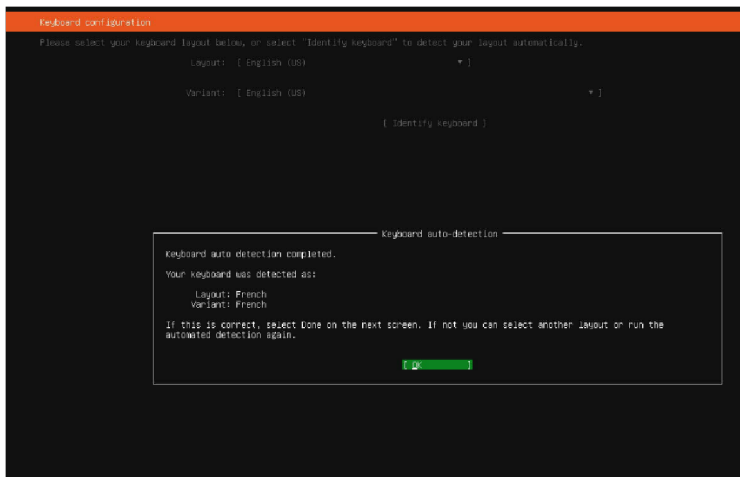 Keyboard configuration
Please select your keyboard layout below, or select "Identify keyboard" to detect your layout automatically.
Layout: [ English (US) ▾ ]
Variant: [ English (US) ▾ ]
[ Identify keyboard ]
Keyboard auto-detection
Keyboard auto detection completed.
Your keyboard was detected as:
Layout: French
Variant: French
If this is correct, select Done on the next screen. If not you can select another layout or run the
automated detection again.
[ OK ]